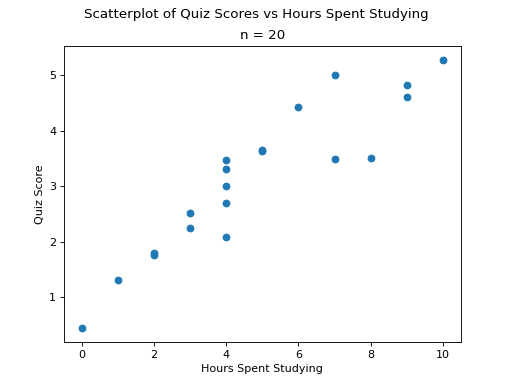 Scatterplot of Quiz Scores vs Hours Spent Studying
n = 20
5
4
3
2
1
Quiz Score
0 2 4 6 8 10
Hours Spent Studying